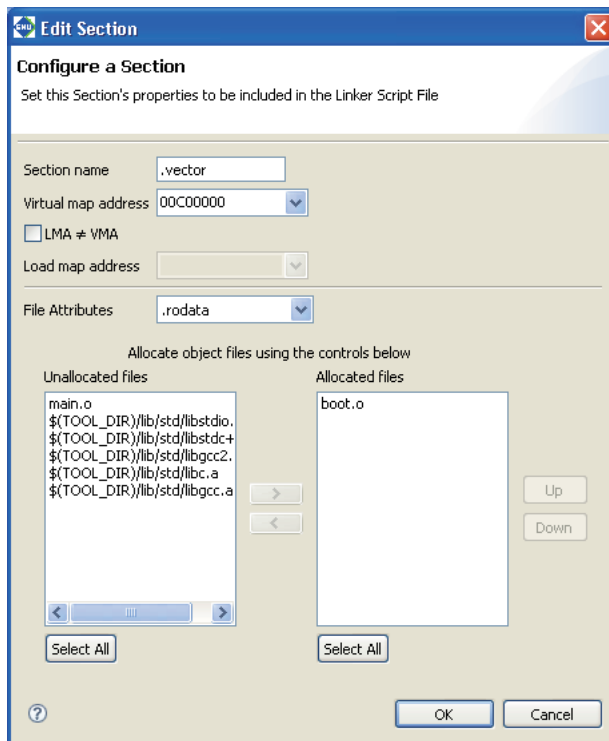 GNU Edit Section
Configure a Section
Set this Section's properties to be included in the Linker Script File
Section name .vector
Virtual map address 00C00000
LMA ≠ VMA
Load map address
File Attributes .rodata
Allocate object files using the controls below
Unallocated files Allocated files
main.o boot.o
$(TOOL_DIR)/lib/std/libstdio.
$(TOOL_DIR)/lib/std/libstdc+
$(TOOL_DIR)/lib/std/libgcc2.
$(TOOL_DIR)/lib/std/libc.a
$(TOOL_DIR)/lib/std/libgcc.a
> Up
< Down
Select All Select All
? OK Cancel